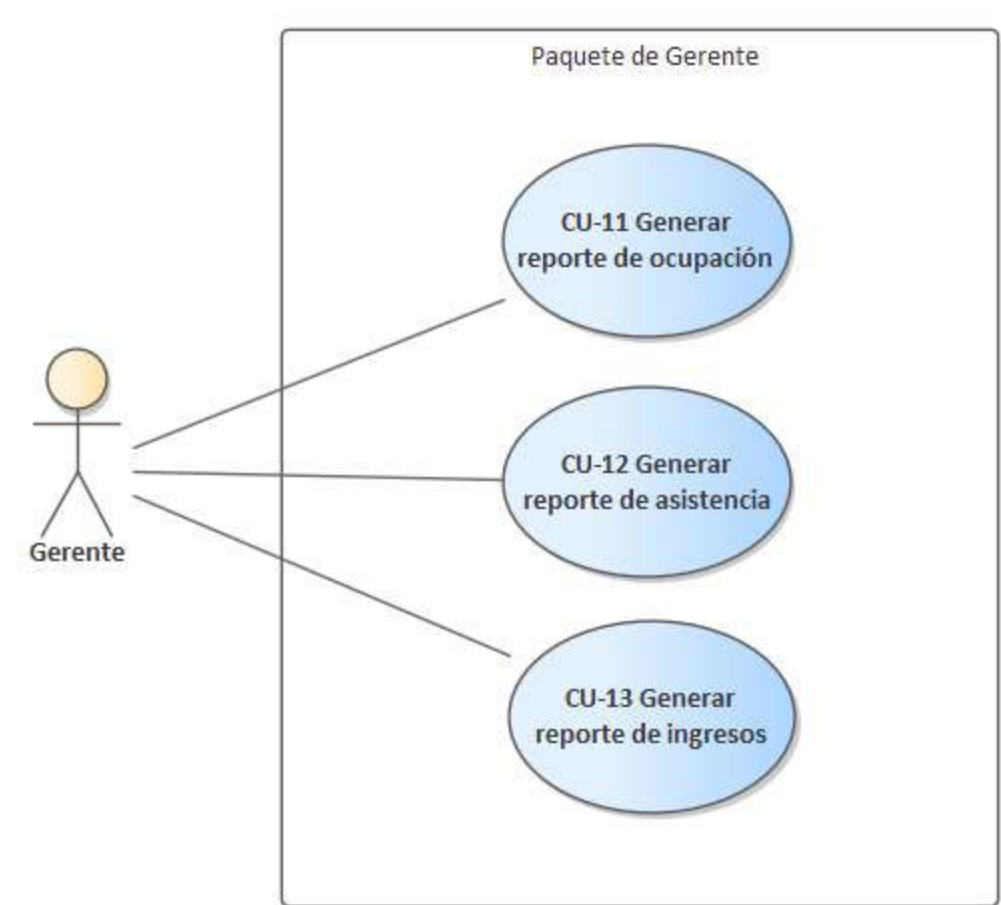 Paquete de Gerente
CU-11 Generar
reporte de ocupación
CU-12 Generar
reporte de asistencia
Gerente
CU-13 Generar
reporte de ingresos